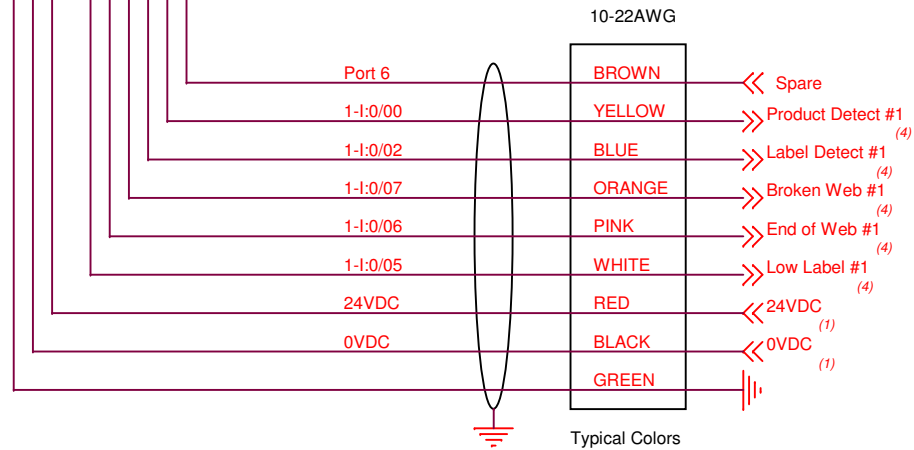 10-22AWG
Port 6 BROWN Spare
1-I:0/00 YELLOW Product Detect #1
(4)
1-I:0/02 BLUE Label Detect #1
(4)
1-I:0/07 ORANGE Broken Web #1
(4)
1-I:0/06 PINK End of Web #1
(4)
1-I:0/05 WHITE Low Label #1
(4)
24VDC RED 24VDC
(1)
0VDC BLACK 0VDC
(1)
GREEN
Typical Colors